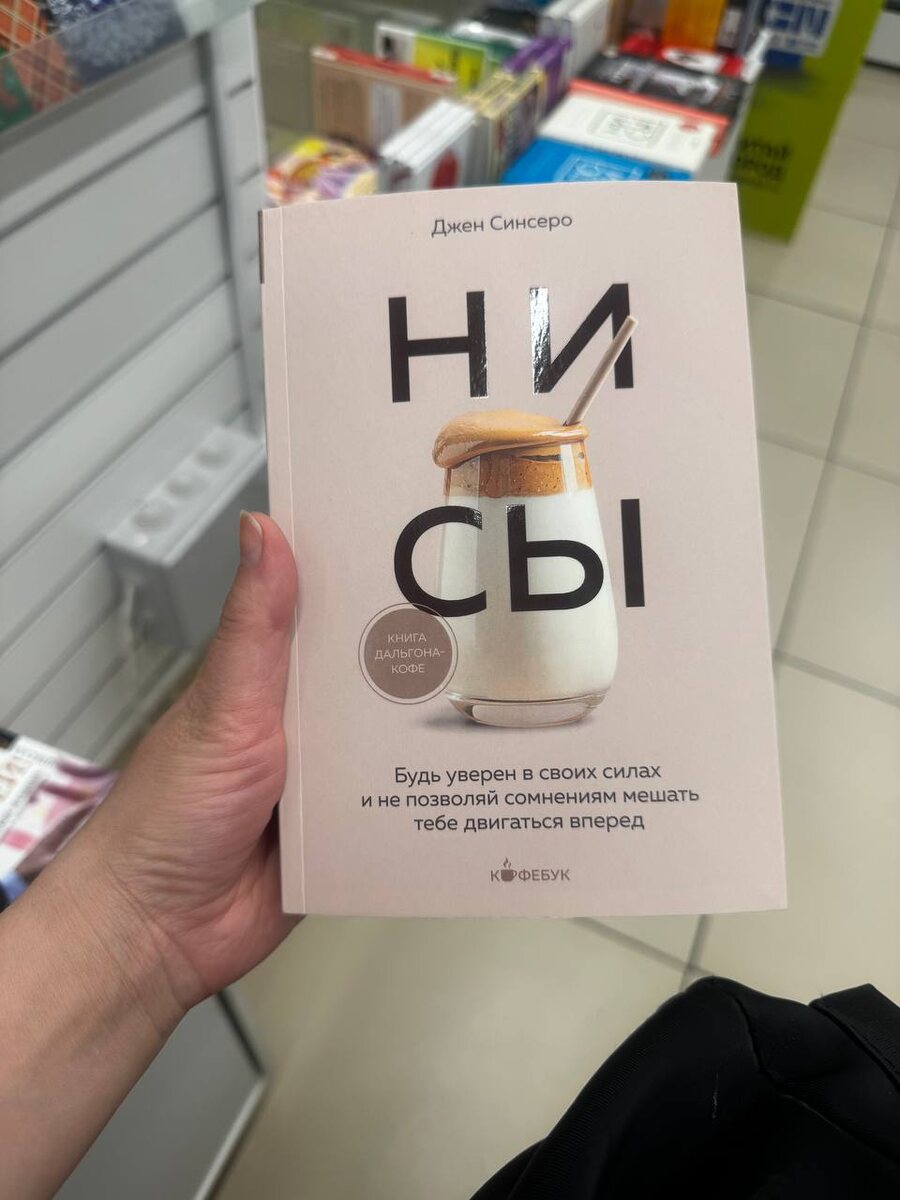 Джен Синсеро
НИ
СЫ
КНИГА
ДАЛЬГОНА-
КОФЕ
Будь уверен в своих силах
и не позволяй сомнениям мешать
тебе двигаться вперед
КОФЕБУК